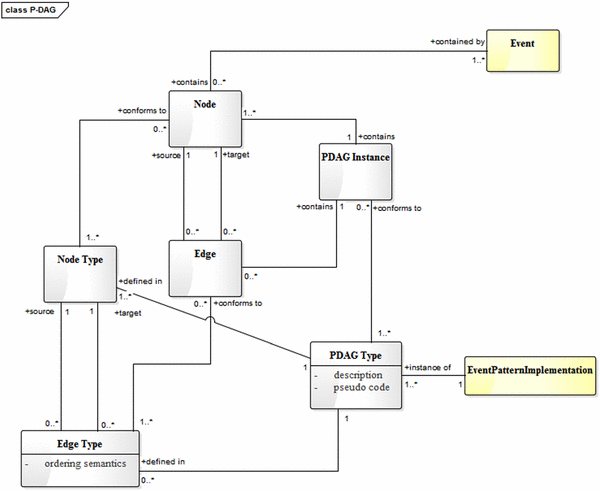 class P-DAG
+contained by
Event
1..*
+contains
0..*
Node
+conforms to
0..*
1..*
1
+contains
+source
1
1
+target
PDAG Instance
+contains
1
0..*
+conforms to
0..*
0..*
1..*
Node Type
Edge
0..*
+defined in
1..*
0..*
+conforms to
+source
1
1
+target
1..*
PDAG Type
1
- description
- pseudo code
+instance of
1..*
1
EventPatternImplementation
0..*
0..*
1..*
1
Edge Type
- ordering semantics
+defined in
0..*